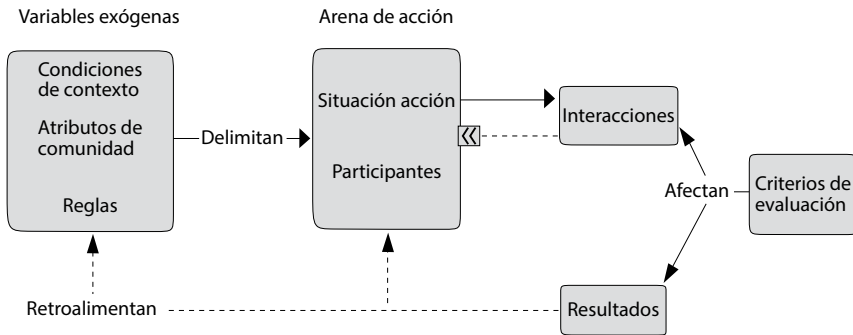 Variables exógenas
Arena de acción
Condiciones
de contexto
Atributos de
comunidad
Reglas
Delimitan
Situación acción
Participantes
Interacciones
Afectan
Criterios de
evaluación
Retroalimentan
Resultados